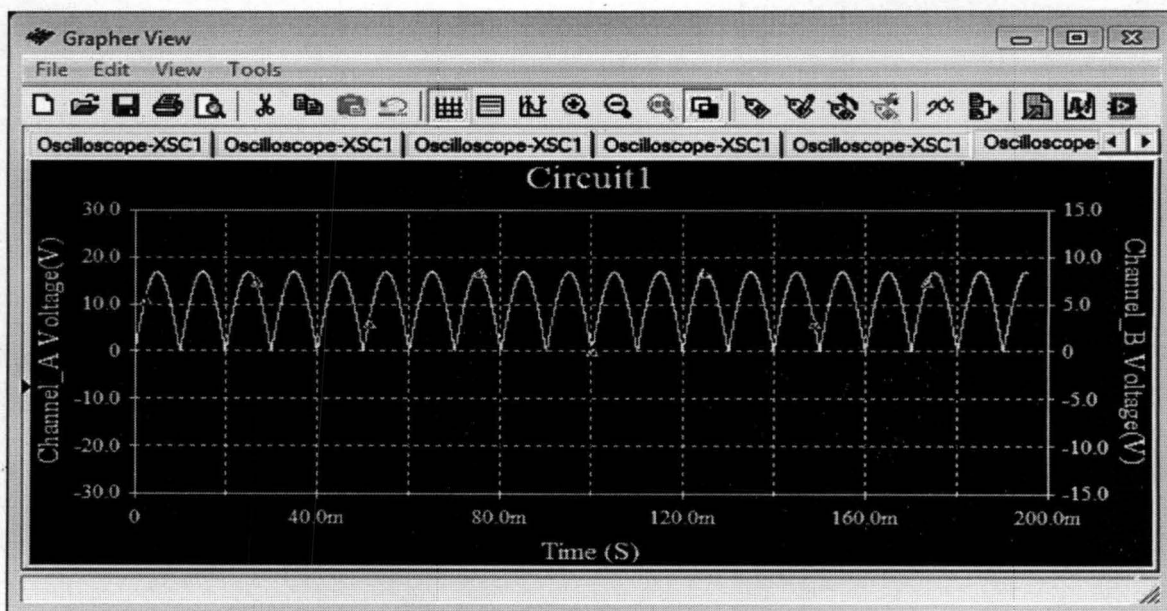 Grapher View
File Edit View Tools
Oscilloscope-XSC1 Oscilloscope-XSC1 Oscilloscope-XSC1 Oscilloscope-XSC1 Oscilloscope-XSC1 Oscilloscope-
Circuit1
Channel_A Voltage(V)
30.0
20.0
10.0
0
-10.0
-20.0
-30.0
15.0
10.0
5.0
0
-5.0
-10.0
-15.0
Channel_B Voltage(V)
0 40.0m 80.0m 120.0m 160.0m 200.0m
Time (S)